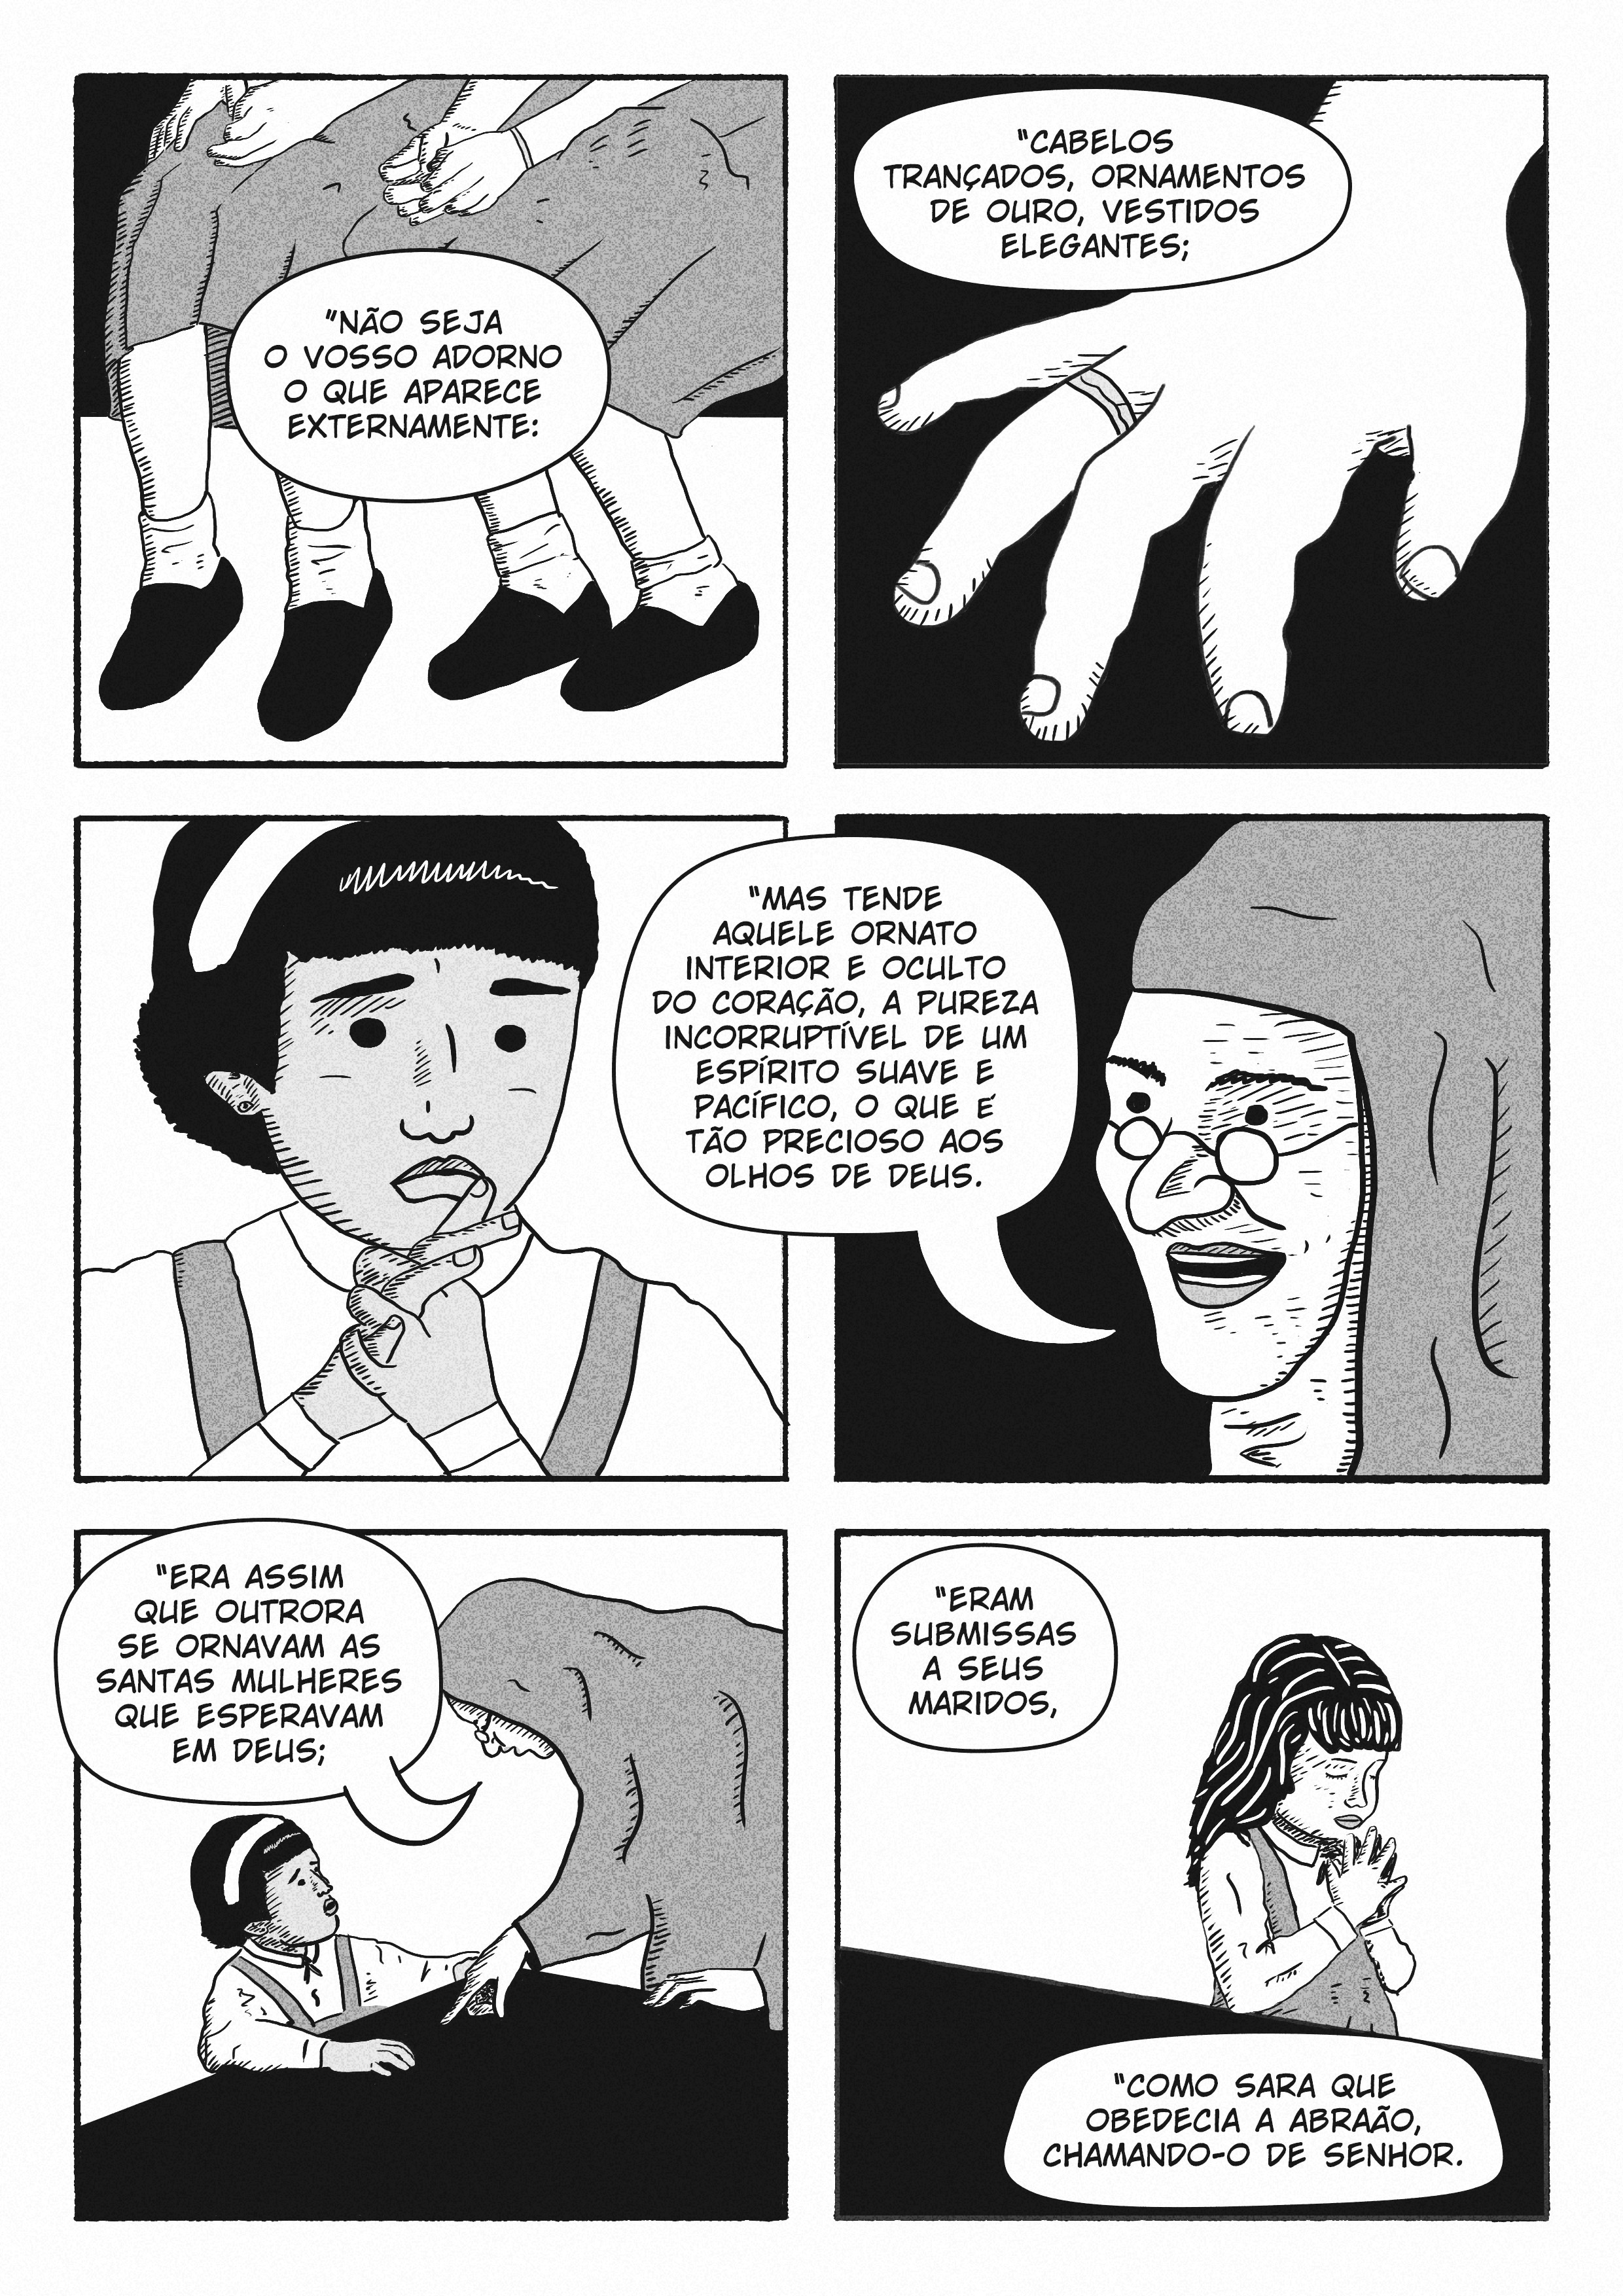 "NÃO SEJA
O VOSSO ADORNO
O QUE APARECE
EXTERNAMENTE:
"CABELOS
TRANÇADOS, ORNAMENTOS
DE OURO, VESTIDOS
ELEGANTES;
"MAS TENDE
AQUELE ORNATO
INTERIOR E OCULTO
DO CORAÇÃO, A PUREZA
INCORRUPTÍVEL DE UM
ESPÍRITO SUAVE E
PACÍFICO, O QUE É
TÃO PRECIOSO AOS
OLHOS DE DEUS.
"ERA ASSIM
QUE OUTRORA
SE ORNAVAM AS
SANTAS MULHERES
QUE ESPERAVAM
EM DEUS;
"ERAM
SUBMISSAS
A SEUS
MARIDOS,
"COMO SARA QUE
OBEDECIA A ABRAÃO,
CHAMANDO-O DE SENHOR.